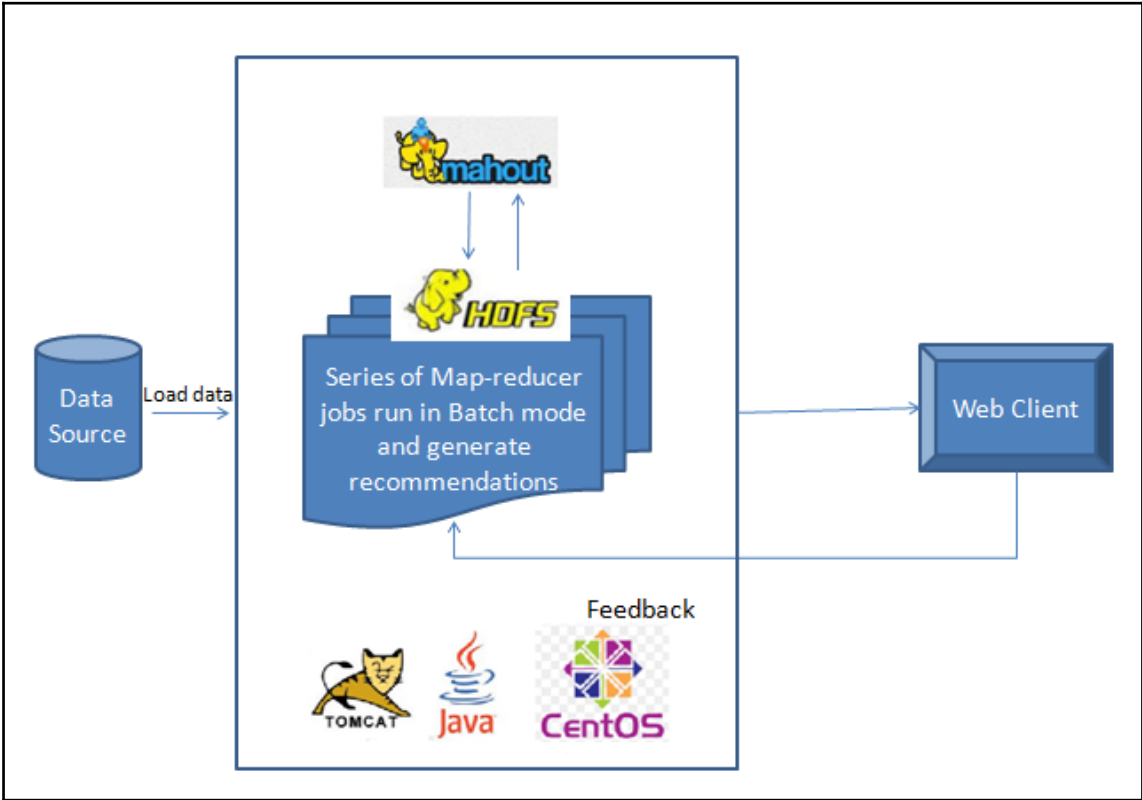 mahout
HDFS
Data
Source
Load data
Series of Map-reducer
jobs run in Batch mode
and generate
recommendations
Web Client
Feedback
TOMCAT
Java
CentOS